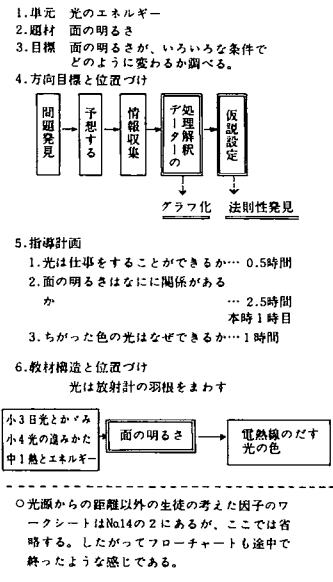 1.単元 光のエネルギー
2.題材 面の明るさ
3.目標 面の明るさが、いろいろな条件で
どのように変わるか調べる。
4.方向目標と位置づけ
問題発見
予想する
情報収集
データーの
処理解釈
仮説設定
グラフ化
法則性発見
5.指導計画
1.光は仕事をすることができるか… 0.5時間
2.面の明るさはなにに関係がある
か … 2.5時間
本時1時目
3.ちがった色の光はなぜできるか…1時間
6.教材構造と位置づけ
光は放射計の羽根をまわす
小3日光とかゞみ
小4光の進みかた
中1熱とエネルギー
面の明るさ
電熱線のだす
光の色
○光源からの距離以外の生徒の考えた因子のワ
ークシートはNo.14の2にあるが、ここでは省
略する。したがってフローチャートも途中で
終ったような感じである。